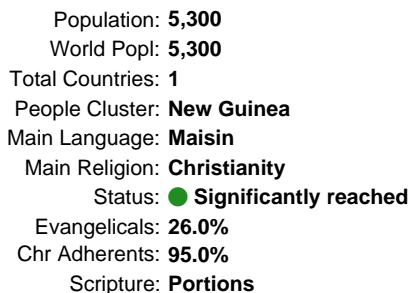 Population: 5,300
World Popl: 5,300
Total Countries: 1
People Cluster: New Guinea
Main Language: Maisin
Main Religion: Christianity
Status: Significantly reached
Evangelicals: 26.0%
Chr Adherents: 95.0%
Scripture: Portions